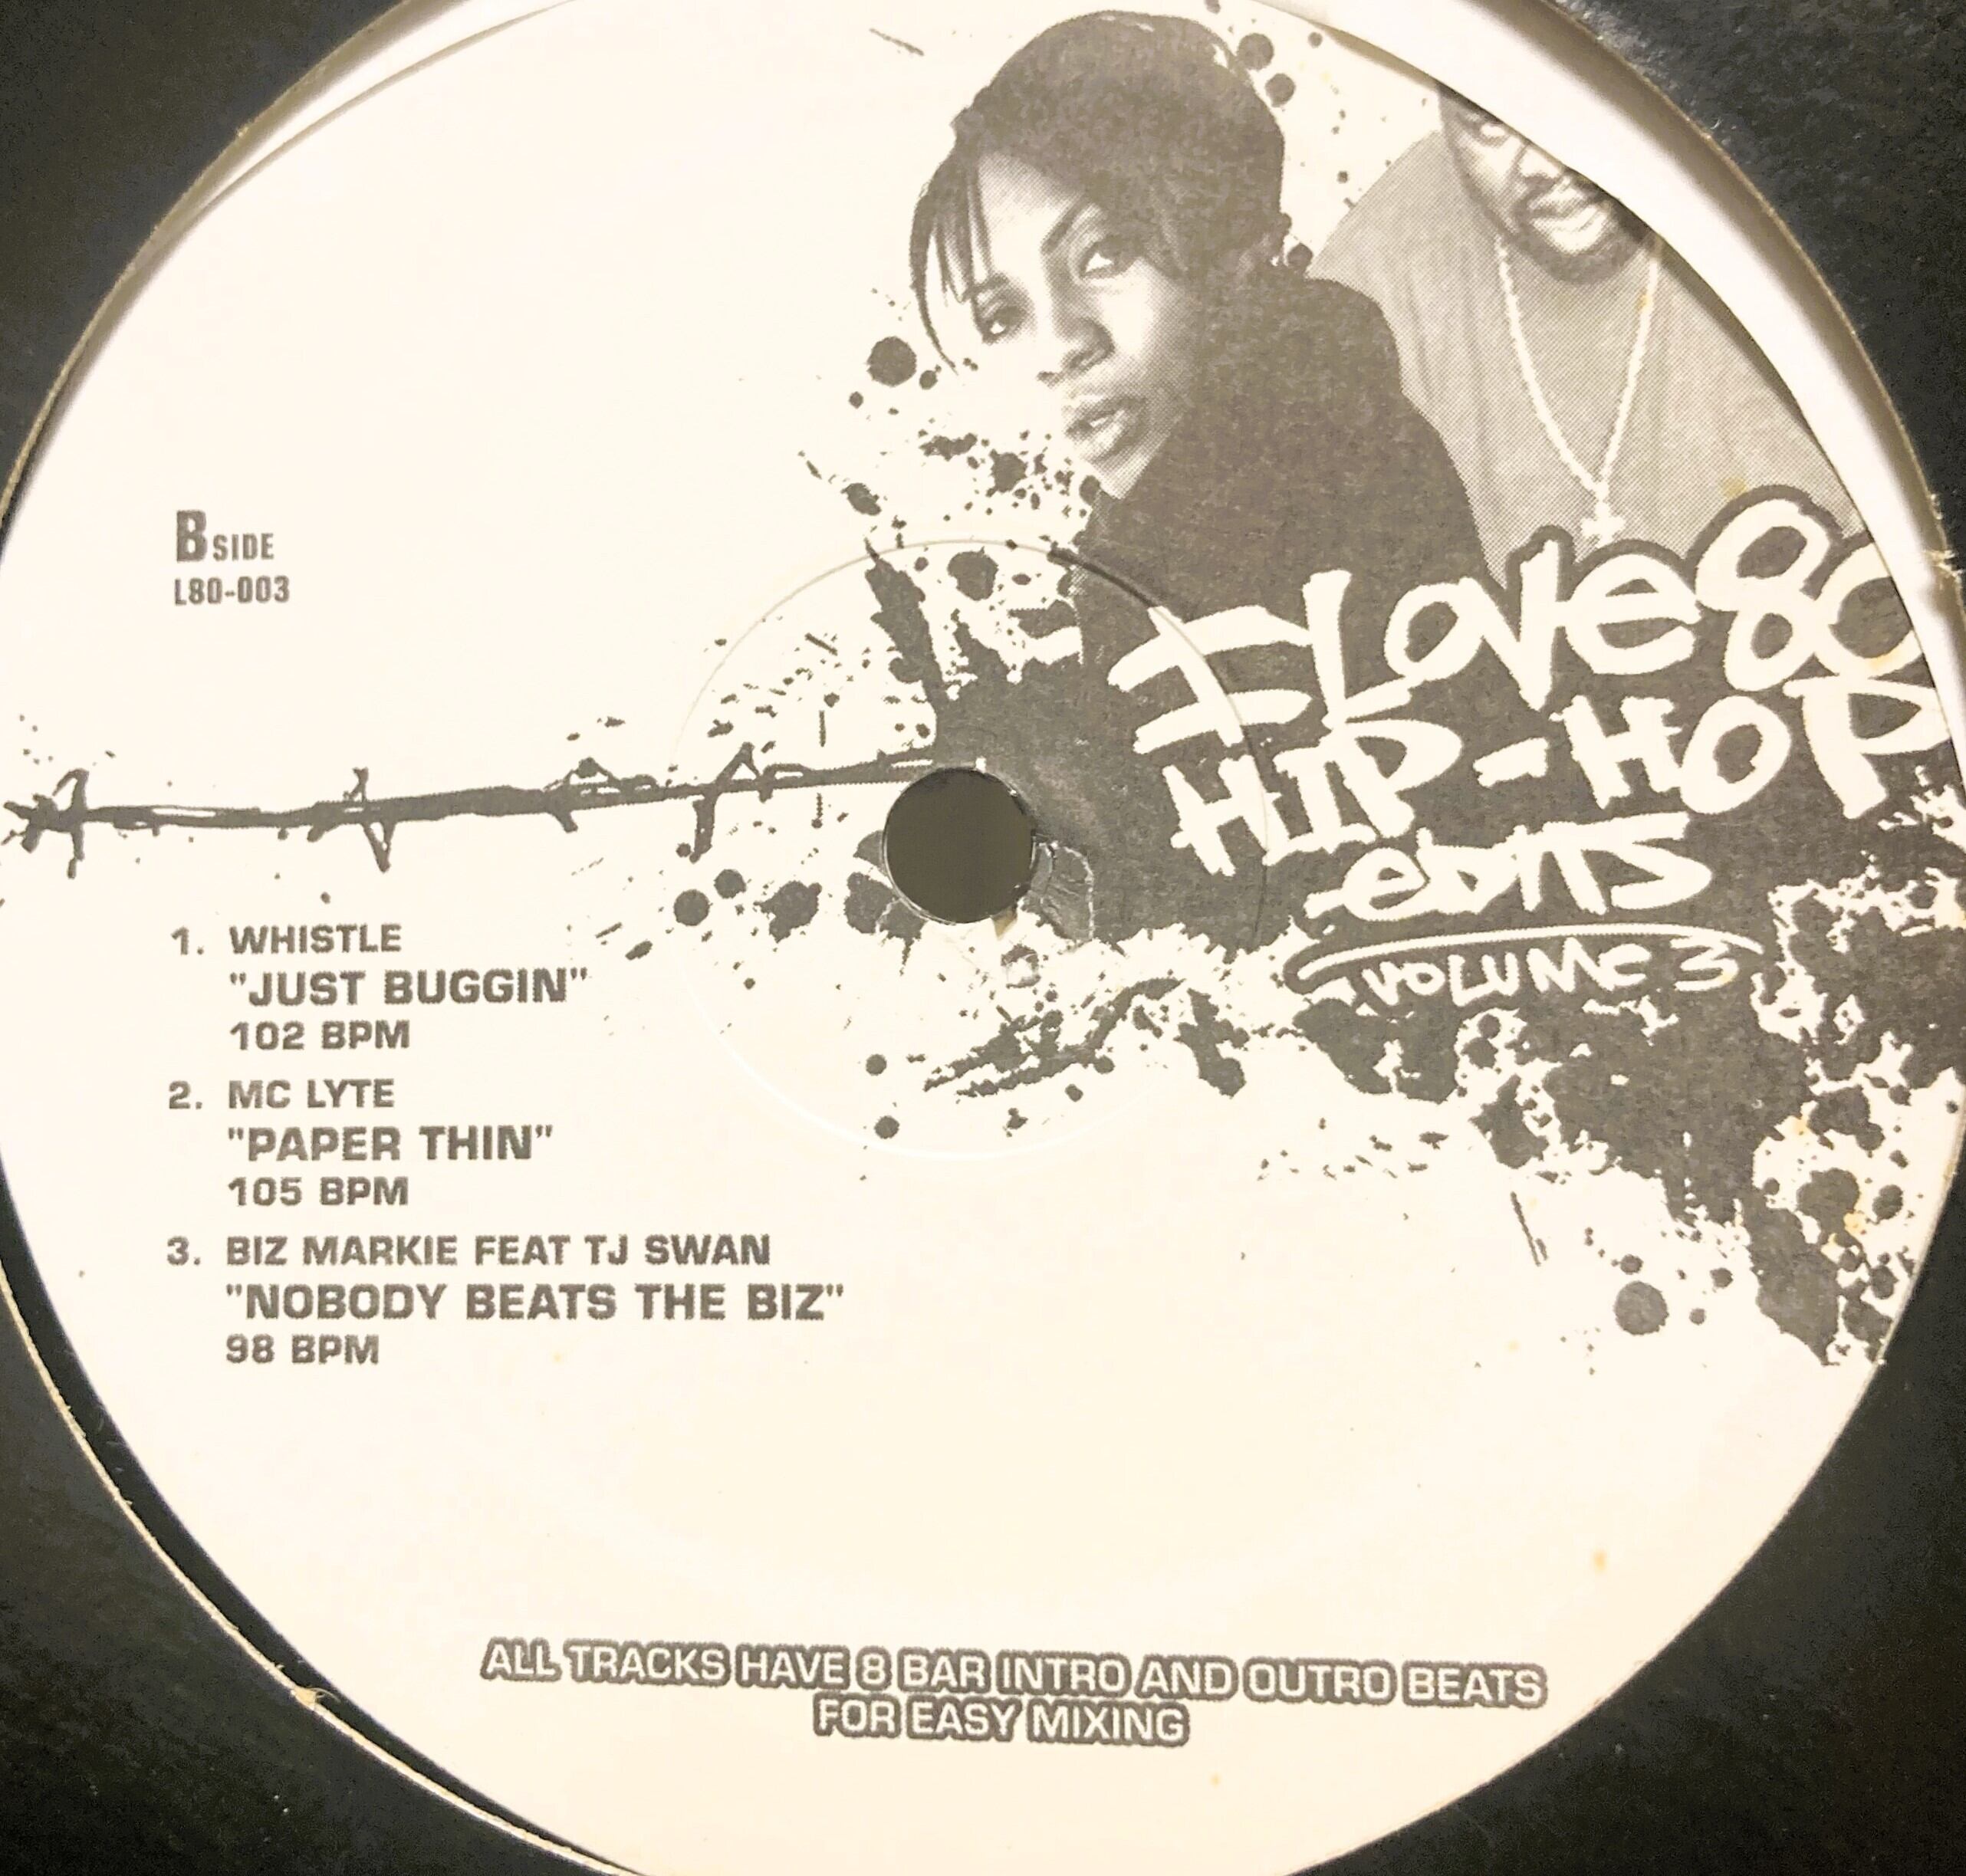 B SIDE
L80-003
I Love 80
HIP-HOP
EDITS
VOLUME 3
1. WHISTLE
"JUST BUGGIN"
102 BPM
2. MC LYTE
"PAPER THIN"
105 BPM
3. BIZ MARKIE FEAT TJ SWAN
"NOBODY BEATS THE BIZ"
98 BPM
ALL TRACKS HAVE 8 BAR INTRO AND OUTRO BEATS
FOR EASY MIXING